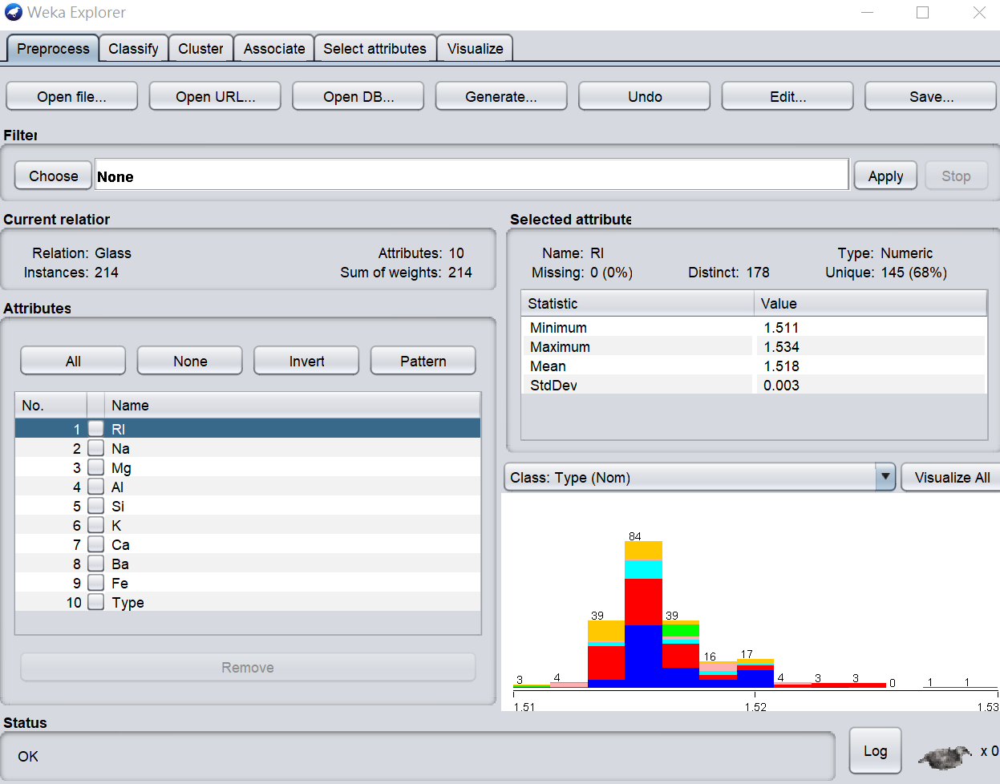 Weka Explorer
Preprocess Classify Cluster Associate Select attributes Visualize
Open file... Open URL... Open DB... Generate... Undo Edit... Save...
Filter
Choose None Apply Stop
Current relation
Relation: Glass Attributes: 10
Instances: 214 Sum of weights: 214
Attributes
All None Invert Pattern
No. Name
1 RI
2 Na
3 Mg
4 Al
5 Si
6 K
7 Ca
8 Ba
9 Fe
10 Type
Remove
Selected attribute
Name: RI Type: Numeric
Missing: 0 (0%) Distinct: 178 Unique: 145 (68%)
Statistic Value
Minimum 1.511
Maximum 1.534
Mean 1.518
StdDev 0.003
Class: Type (Nom) Visualize All
3 4 39 84 39 16 17 4 3 3 0 1 1
1.51 1.52 1.53
Status
OK
Log x 0